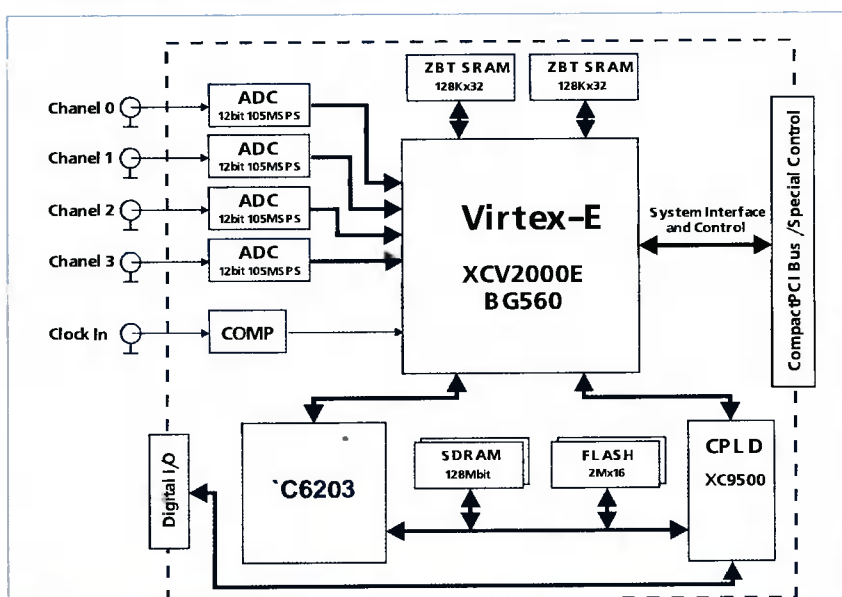 ZBT SRAM
128Kx32
ZBT SRAM
128Kx32
Chanel 0
ADC
12bit 105MSPS
Chanel 1
ADC
12bit 105MSPS
Chanel 2
ADC
12bit 105MSPS
Chanel 3
ADC
12bit 105MSPS
Clock In
COMP
Virtex-E
XCV2000E
BG560
System Interface
and Control
CompactPCI Bus /Special Control
Digital I/O
`C6203
SDRAM
128Mbit
FLASH
2Mx16
CPLD
XC9500